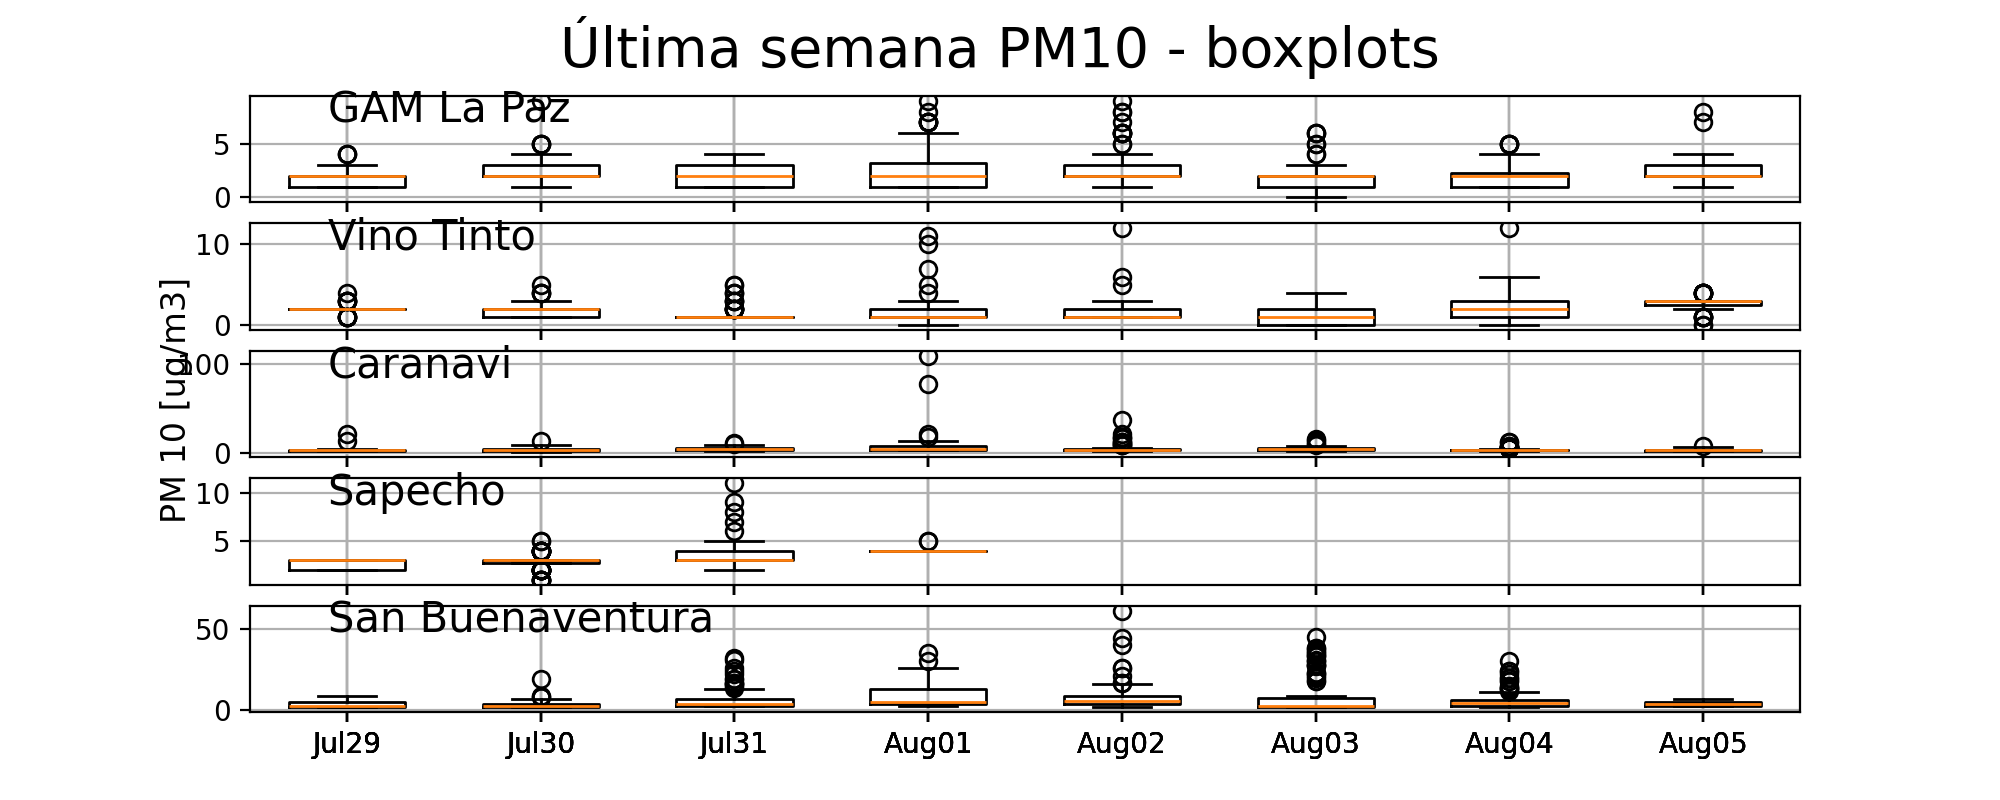 Última semana PM10 - boxplots
GAM La Paz
5
0
Vino Tinto
10
0
PM 10 [ug/m3]
Caranavi
100
0
Sapecho
10
5
San Buenaventura
50
0
Jul29 Jul30 Jul31 Aug01 Aug02 Aug03 Aug04 Aug05